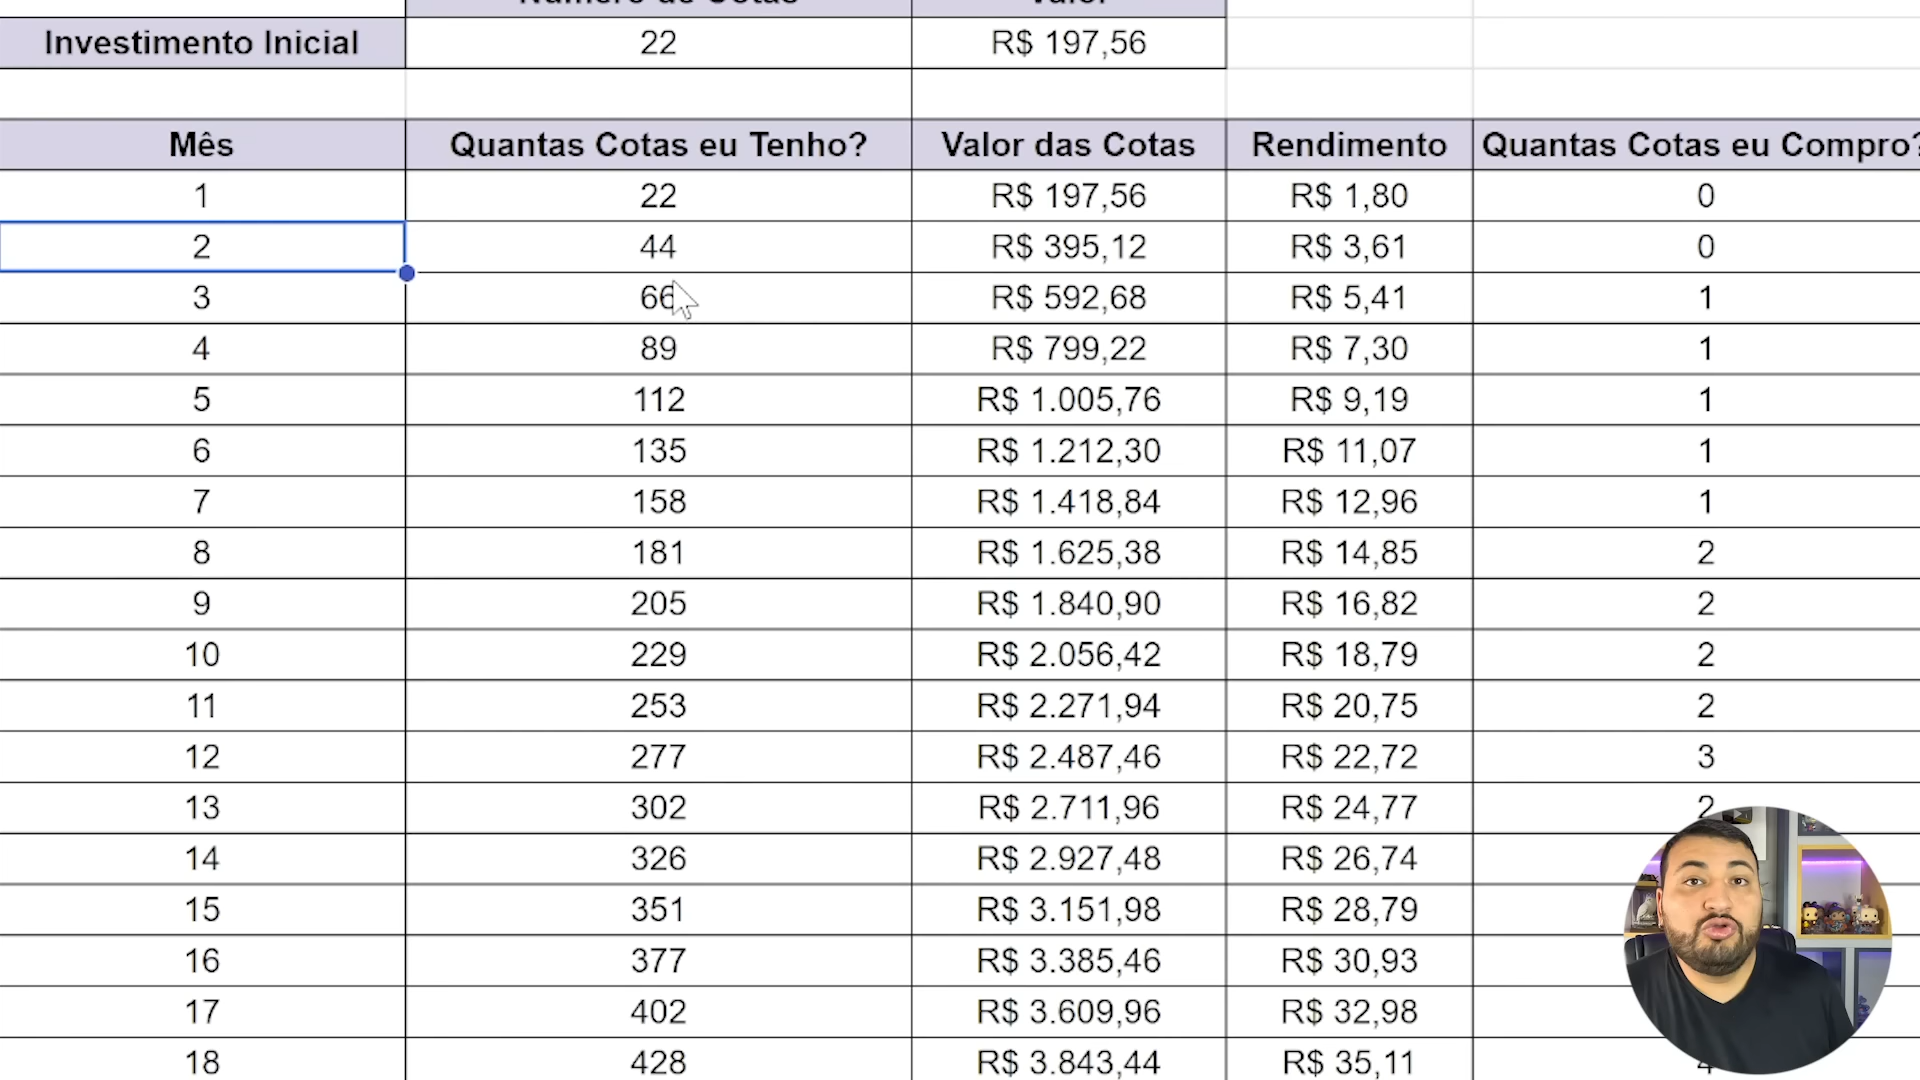 Número de Cotas Valor
Investimento Inicial 22 R$ 197,56
Mês Quantas Cotas eu Tenho? Valor das Cotas Rendimento Quantas Cotas eu Compro?
1 22 R$ 197,56 R$ 1,80 0
2 44 R$ 395,12 R$ 3,61 0
3 66 R$ 592,68 R$ 5,41 1
4 89 R$ 799,22 R$ 7,30 1
5 112 R$ 1.005,76 R$ 9,19 1
6 135 R$ 1.212,30 R$ 11,07 1
7 158 R$ 1.418,84 R$ 12,96 1
8 181 R$ 1.625,38 R$ 14,85 2
9 205 R$ 1.840,90 R$ 16,82 2
10 229 R$ 2.056,42 R$ 18,79 2
11 253 R$ 2.271,94 R$ 20,75 2
12 277 R$ 2.487,46 R$ 22,72 3
13 302 R$ 2.711,96 R$ 24,77 2
14 326 R$ 2.927,48 R$ 26,74
15 351 R$ 3.151,98 R$ 28,79
16 377 R$ 3.385,46 R$ 30,93
17 402 R$ 3.609,96 R$ 32,98
18 428 R$ 3.843,44 R$ 35,11